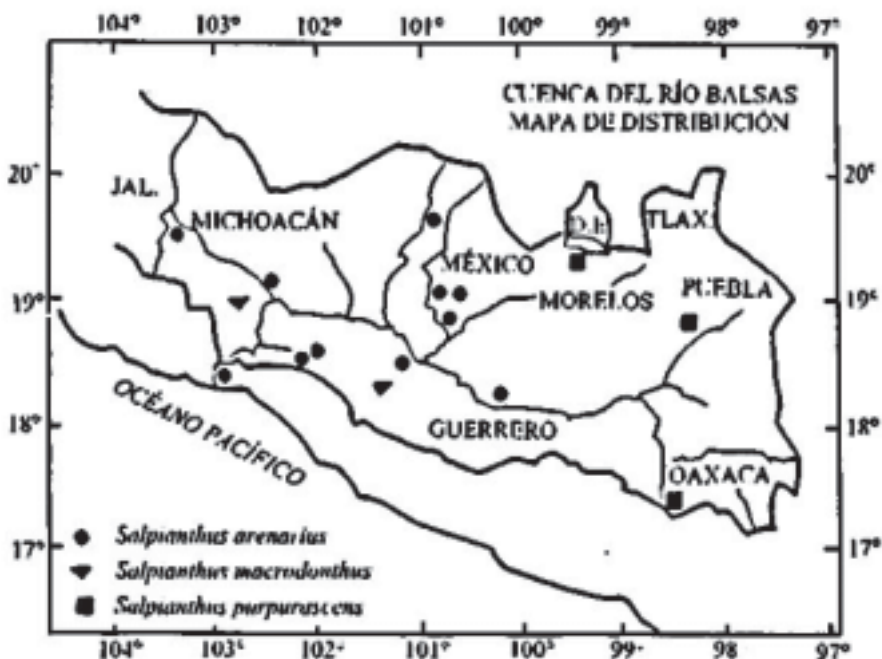 104° 103° 102° 101° 100° 99° 98° 97°
CUENCA DEL RÍO BALSAS
MAPA DE DISTRIBUCIÓN
20° 20°
JAL.
MICHOACÁN
D.F.
TLAX.
MÉXICO
19° 19°
MORELOS
PUEBLA
OCÉANO PACÍFICO
18° 18°
GUERRERO
OAXACA
Salpianthus arenarius
Salpianthus macrodonthus
17° 17°
Salpianthus purpurascens
104° 103° 102° 101° 100° 99° 98° 97°